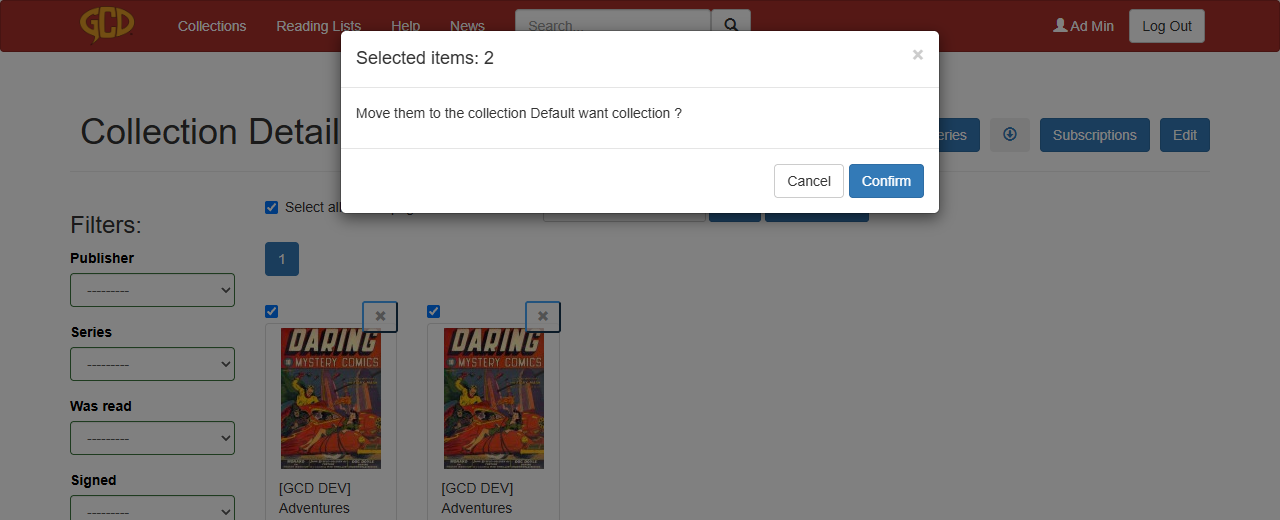 GCD
Collections Reading Lists Help News Search... Ad Min Log Out
Selected items: 2 ×
Move them to the collection Default want collection ?
Cancel Confirm
Collection Detail
eries Subscriptions Edit
Filters:
Select al
1
Publisher
---------
Series
---------
Was read
---------
Signed
---------
DARING
MYSTERY COMICS
[GCD DEV]
Adventures
DARING
MYSTERY COMICS
[GCD DEV]
Adventures